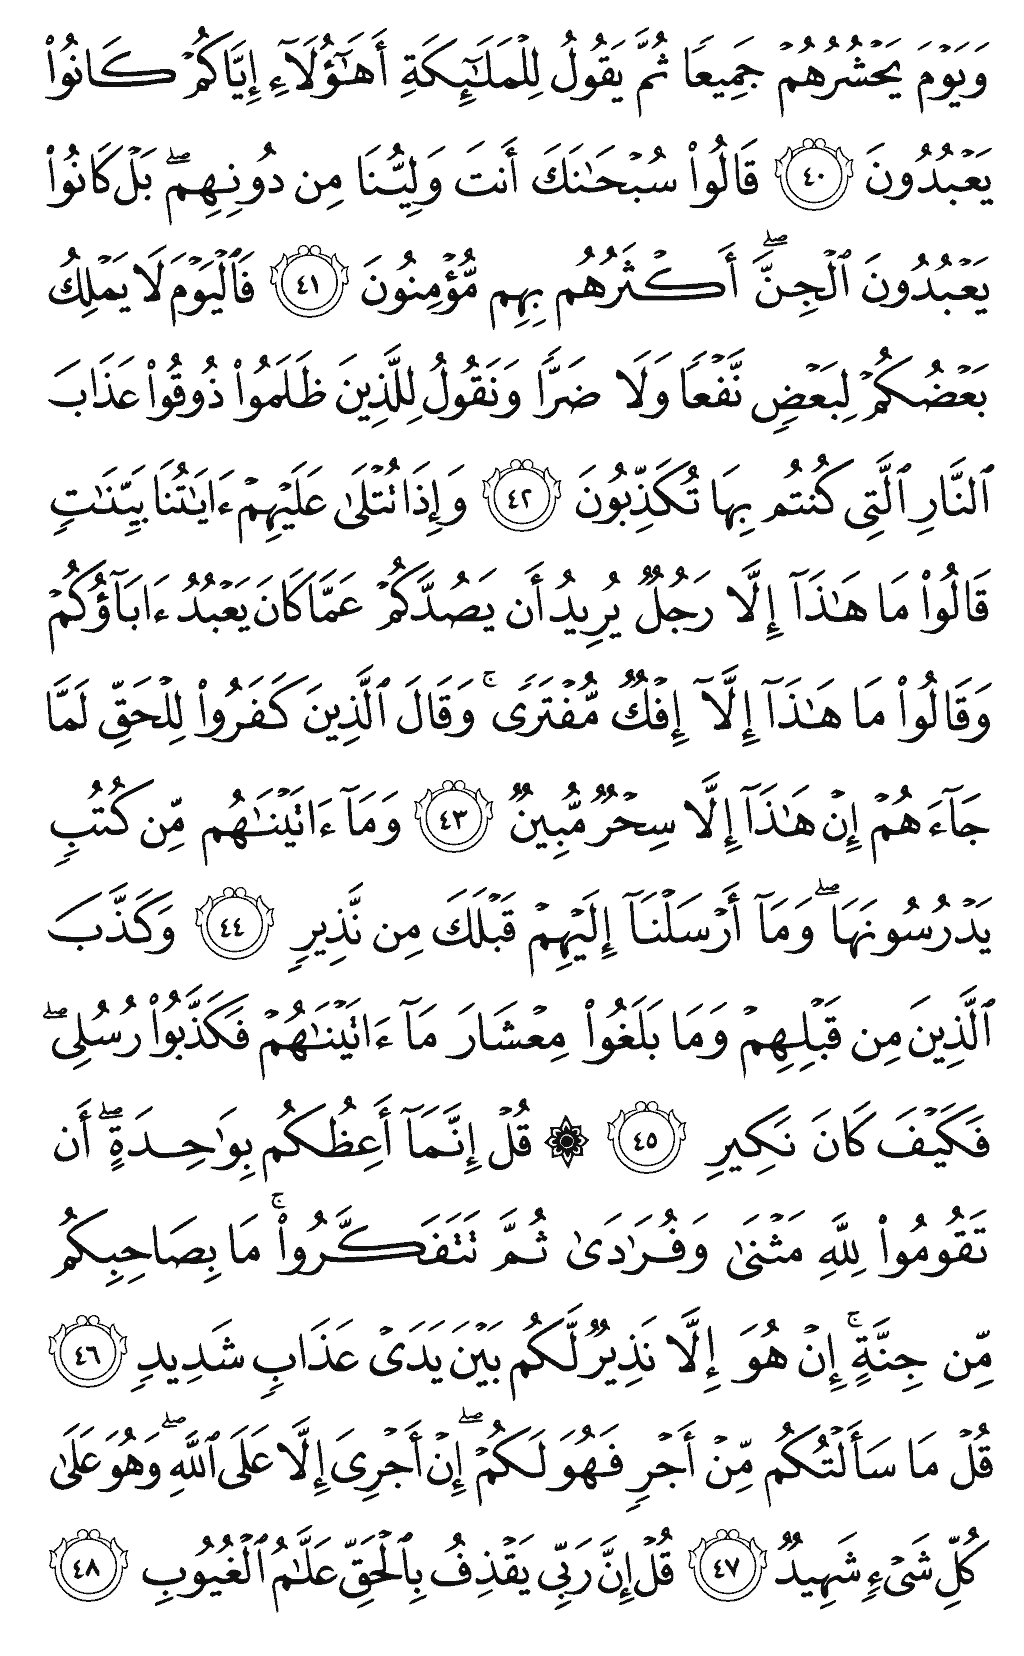 وَيَوْمَ يَحْشُرُهُمْ جَمِيعًا ثُمَّ يَقُولُ لِلْمَلَٰٓئِكَةِ أَهَٰٓؤُلَآءِ إِيَّاكُمْ كَانُوا۟
يَعْبُدُونَ ٤٠ قَالُوا۟ سُبْحَٰنَكَ أَنتَ وَلِيُّنَا مِن دُونِهِم ۖ بَلْ كَانُوا۟
يَعْبُدُونَ ٱلْجِنَّ ۖ أَكْثَرُهُم بِهِم مُّؤْمِنُونَ ٤١ فَٱلْيَوْمَ لَا يَمْلِكُ
بَعْضُكُمْ لِبَعْضٍ نَّفْعًا وَلَا ضَرًّا وَنَقُولُ لِلَّذِينَ ظَلَمُوا۟ ذُوقُوا۟ عَذَابَ
ٱلنَّارِ ٱلَّتِى كُنتُم بِهَا تُكَذِّبُونَ ٤٢ وَإِذَا تُتْلَىٰ عَلَيْهِمْ ءَايَٰتُنَا بَيِّنَٰتٍ
قَالُوا۟ مَا هَٰذَآ إِلَّا رَجُلٌ يُرِيدُ أَن يَصُدَّكُمْ عَمَّا كَانَ يَعْبُدُ ءَابَآؤُكُمْ
وَقَالُوا۟ مَا هَٰذَآ إِلَّآ إِفْكٌ مُّفْتَرًى ۚ وَقَالَ ٱلَّذِينَ كَفَرُوا۟ لِلْحَقِّ لَمَّا
جَآءَهُمْ إِنْ هَٰذَآ إِلَّا سِحْرٌ مُّبِينٌ ٤٣ وَمَآ ءَاتَيْنَٰهُم مِّن كُتُبٍ
يَدْرُسُونَهَا ۖ وَمَآ أَرْسَلْنَآ إِلَيْهِمْ قَبْلَكَ مِن نَّذِيرٍ ٤٤ وَكَذَّبَ
ٱلَّذِينَ مِن قَبْلِهِمْ وَمَا بَلَغُوا۟ مِعْشَارَ مَآ ءَاتَيْنَٰهُمْ فَكَذَّبُوا۟ رُسُلِى ۖ
فَكَيْفَ كَانَ نَكِيرِ ٤٥ ۞ قُلْ إِنَّمَآ أَعِظُكُم بِوَٰحِدَةٍ ۖ أَن
تَقُومُوا۟ لِلَّهِ مَثْنَىٰ وَفُرَٰدَىٰ ثُمَّ تَتَفَكَّرُوا۟ ۚ مَا بِصَاحِبِكُم
مِّن جِنَّةٍ ۚ إِنْ هُوَ إِلَّا نَذِيرٌ لَّكُم بَيْنَ يَدَىْ عَذَابٍ شَدِيدٍ ٤٦
قُلْ مَا سَأَلْتُكُم مِّنْ أَجْرٍ فَهُوَ لَكُمْ ۖ إِنْ أَجْرِىَ إِلَّا عَلَى ٱللَّهِ ۖ وَهُوَ عَلَىٰ
كُلِّ شَىْءٍ شَهِيدٌ ٤٧ قُلْ إِنَّ رَبِّى يَقْذِفُ بِٱلْحَقِّ عَلَّٰمُ ٱلْغُيُوبِ ٤٨